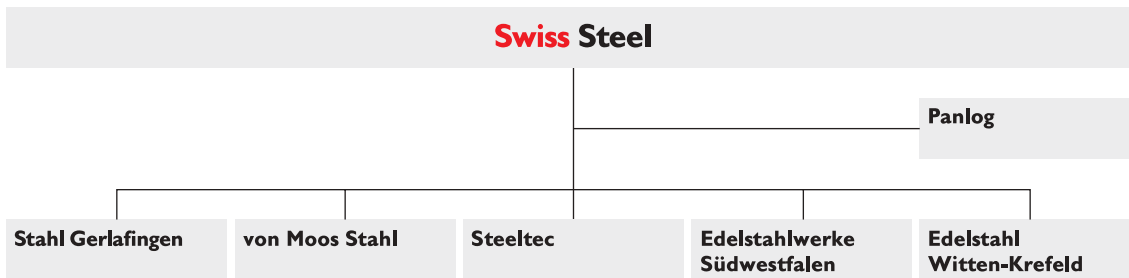 Swiss Steel
Panlog
Stahl Gerlafingen
von Moos Stahl
Steeltec
Edelstahlwerke
Südwestfalen
Edelstahl
Witten-Krefeld